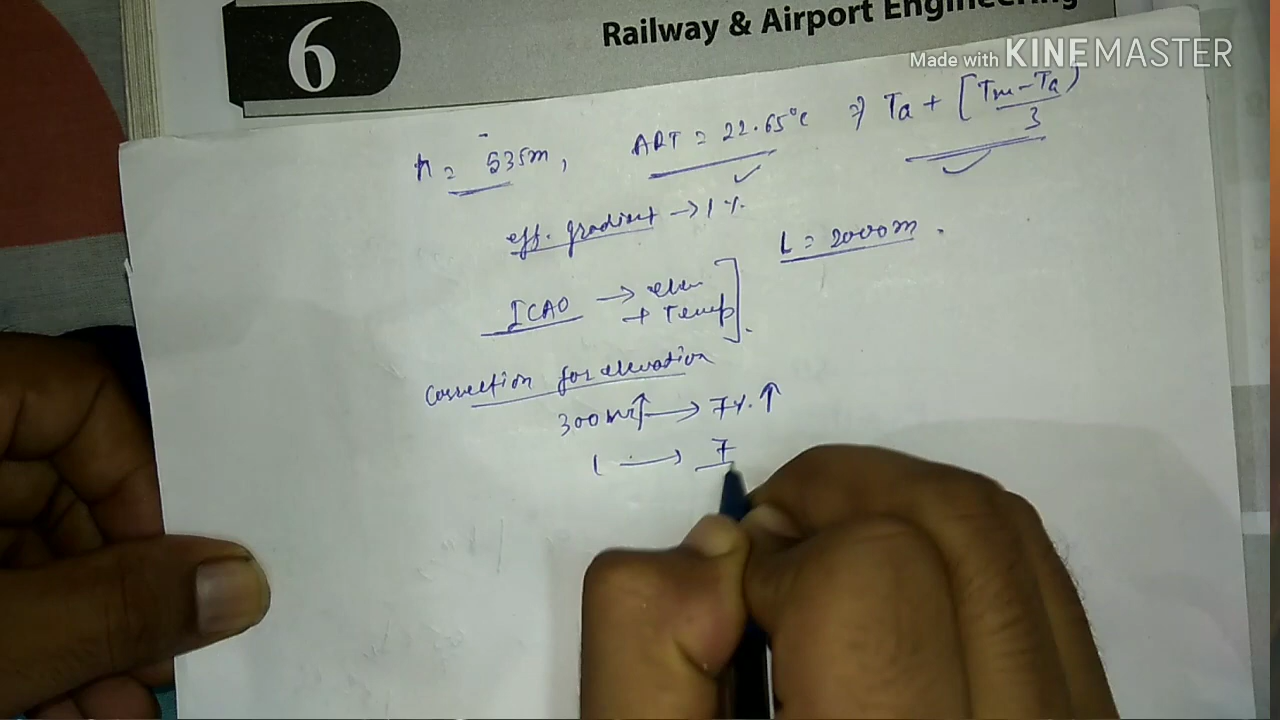 6
Railway & Airport Engineering
Made with KINEMASTER
h = 535m, ART = 22.65°c ⇒ Ta + [Tm-Ta/3)
eff. gradient → 1%.
L = 2000m.
ICAO → elev
+ Temp].
Correction for elevation
300m↑ → 7%.↑
1 → 7